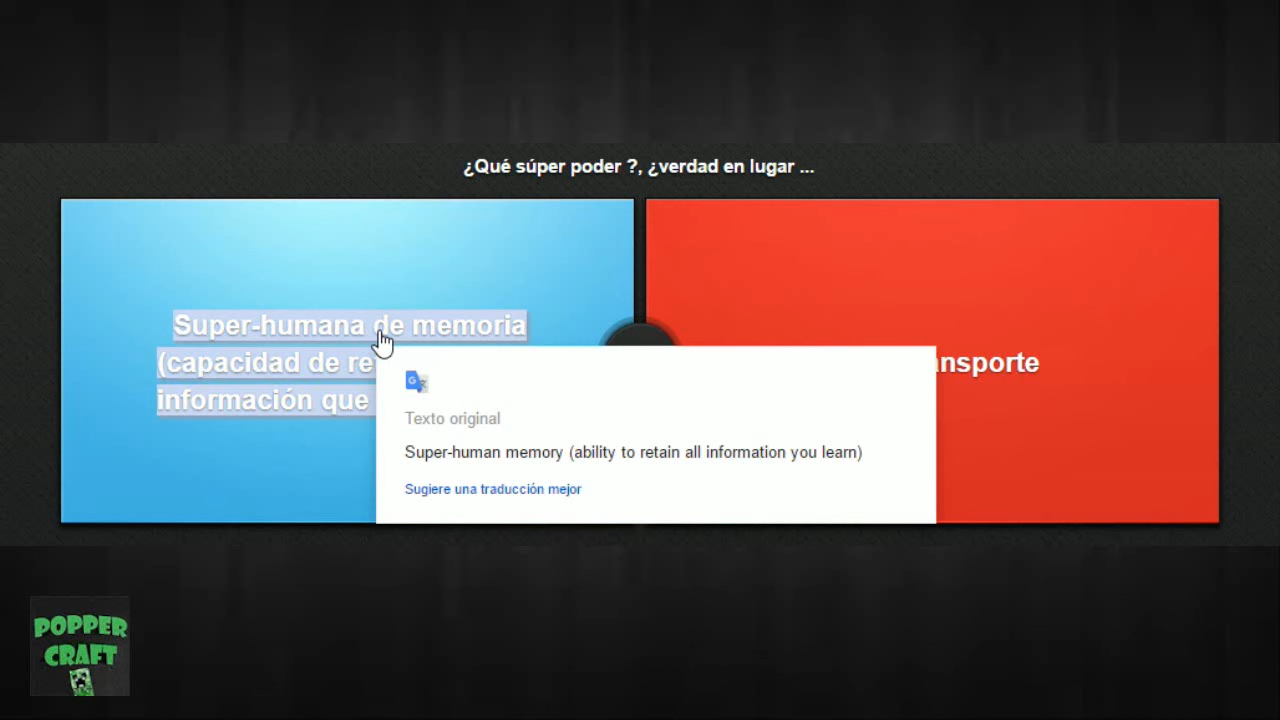 ¿Qué súper poder ?, ¿verdad en lugar ...
Super-humana de memoria
(capacidad de re
información que
nsporte
Texto original
Super-human memory (ability to retain all information you learn)
Sugiere una traducción mejor
POPPER
CRAFT